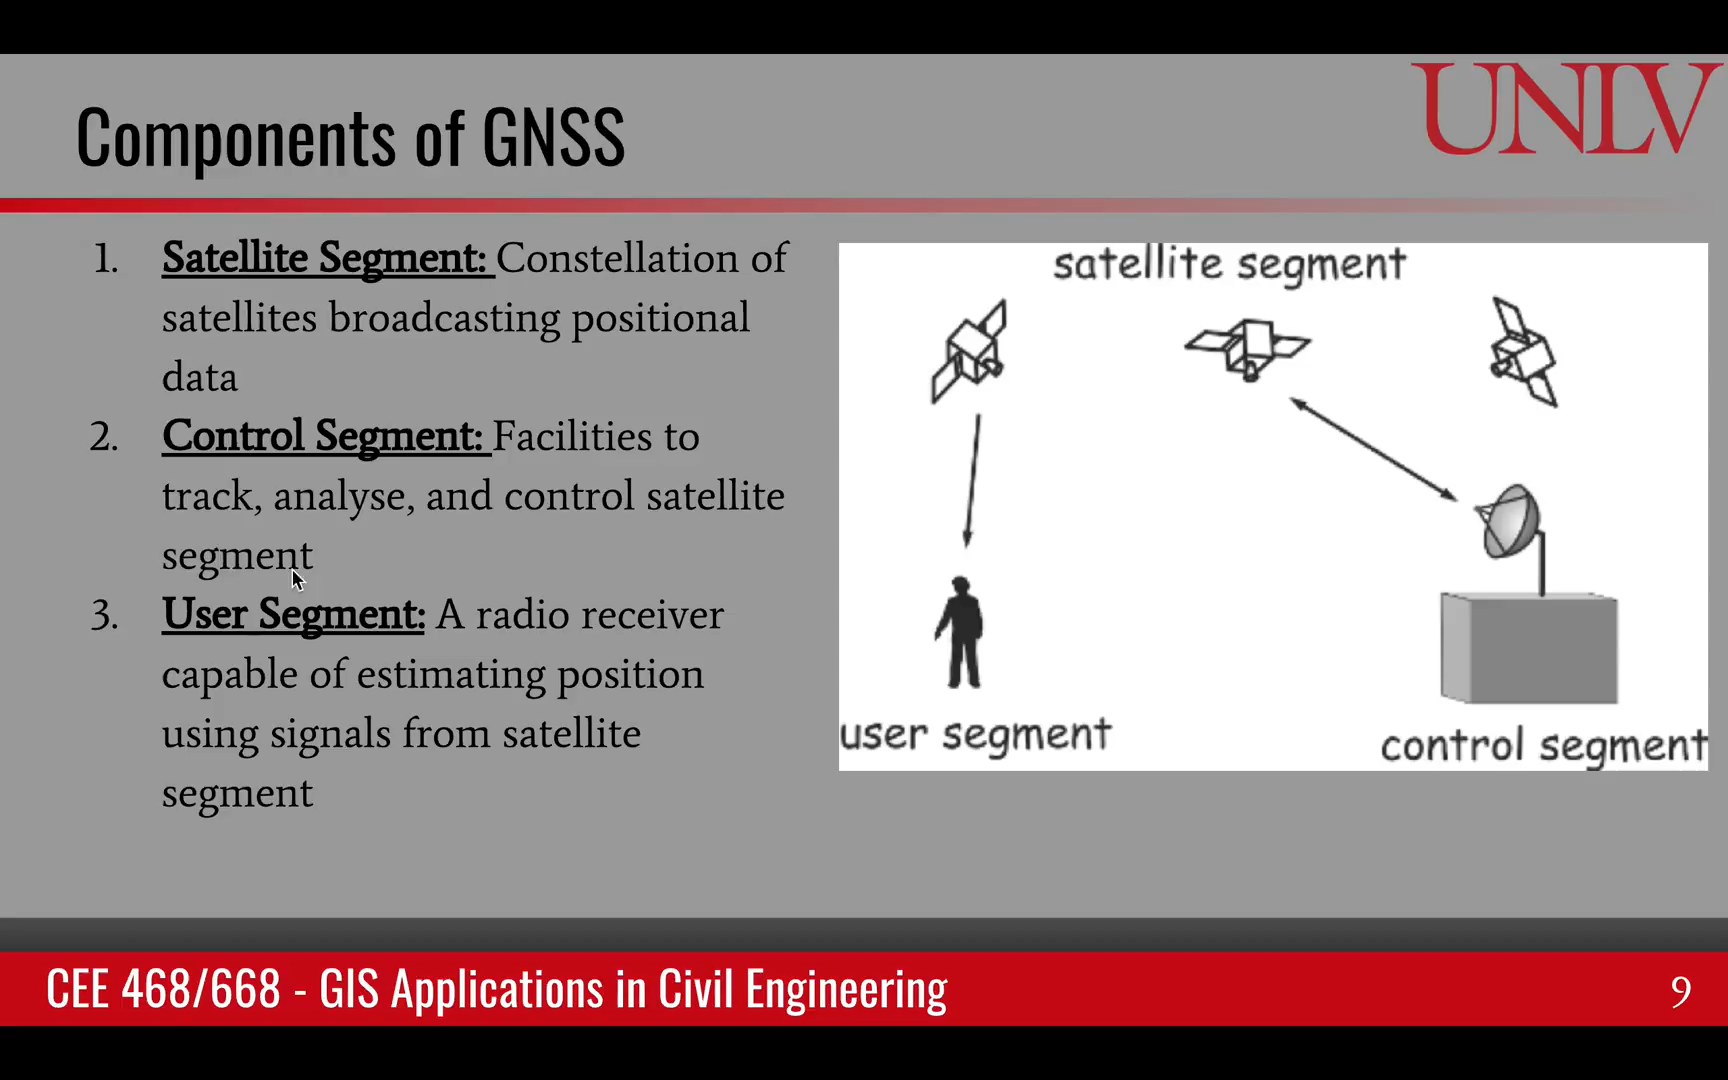 UNLV
Components of GNSS
1. Satellite Segment: Constellation of
satellites broadcasting positional
data
2. Control Segment: Facilities to
track, analyse, and control satellite
segment
3. User Segment: A radio receiver
capable of estimating position
using signals from satellite
segment
satellite segment
user segment
control segment
CEE 468/668 - GIS Applications in Civil Engineering
9